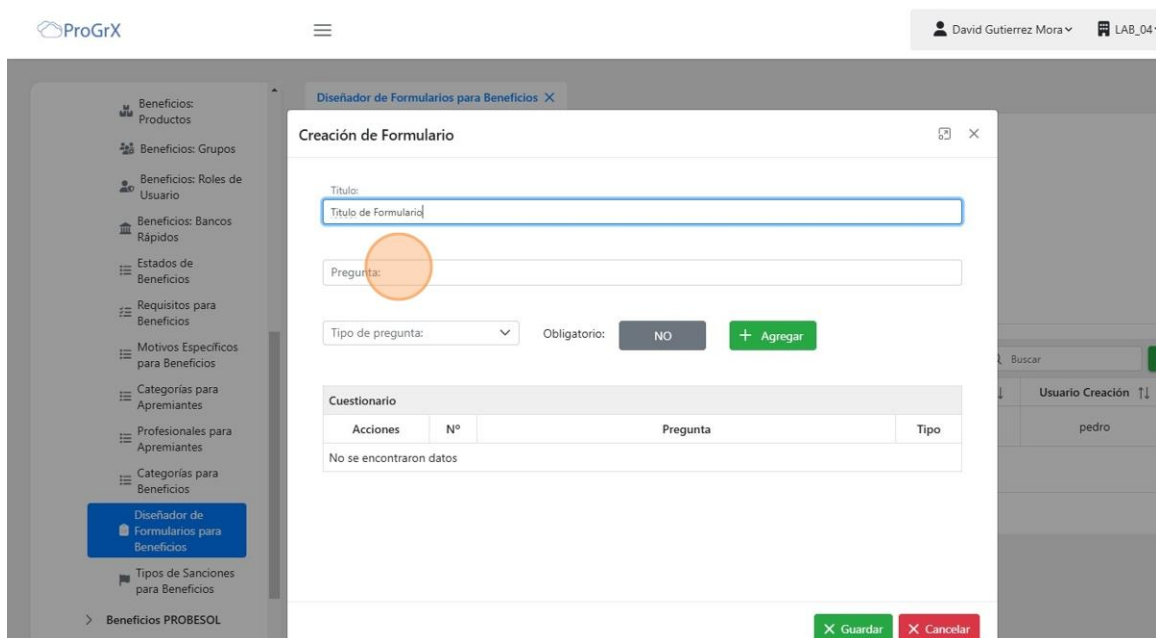 ProGrX
David Gutierrez Mora
LAB_04
Beneficios:
Productos
Beneficios: Grupos
Beneficios: Roles de
Usuario
Beneficios: Bancos
Rápidos
Estados de
Beneficios
Requisitos para
Beneficios
Motivos Específicos
para Beneficios
Categorías para
Apremiantes
Profesionales para
Apremiantes
Categorías para
Beneficios
Diseñador de
Formularios para
Beneficios
Tipos de Sanciones
para Beneficios
Beneficios PROBESOL
Diseñador de Formularios para Beneficios
Creación de Formulario
Titulo:
Titulo de Formulario
Pregunta:
Tipo de pregunta:
Obligatorio:
NO
+ Agregar
Cuestionario
Acciones Nº Pregunta Tipo
No se encontraron datos
Buscar
Usuario Creación
pedro
Guardar
Cancelar